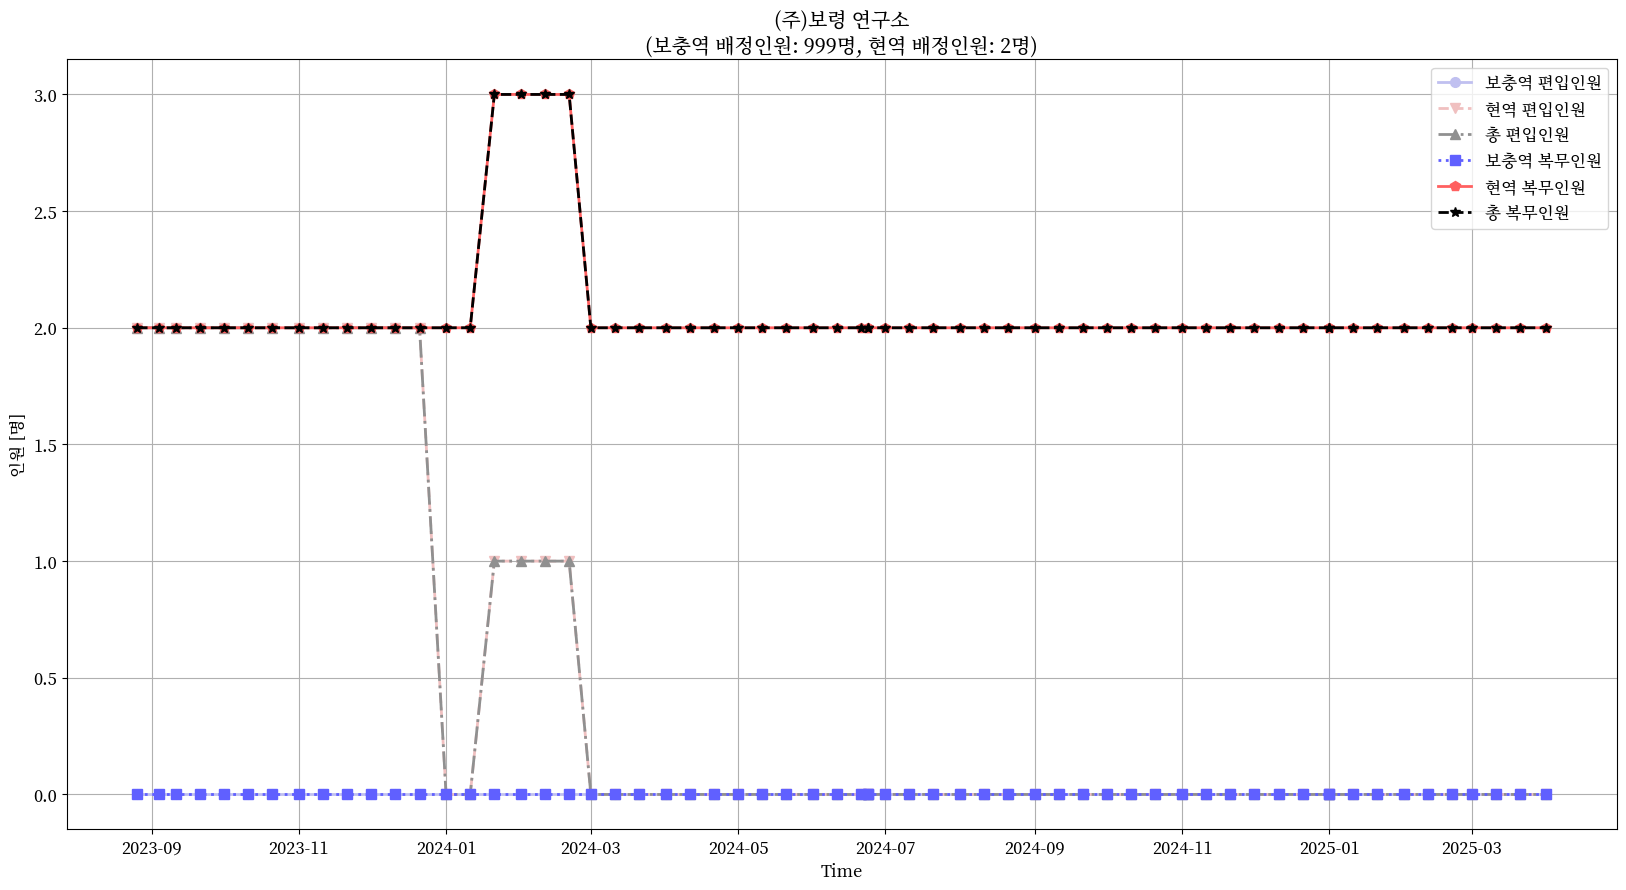 (주)보령 연구소
(보충역 배정인원: 999명, 현역 배정인원: 2명)
보충역 편입인원
현역 편입인원
총 편입인원
보충역 복무인원
현역 복무인원
총 복무인원
인원 [명]
3.0
2.5
2.0
1.5
1.0
0.5
0.0
2023-09
2023-11
2024-01
2024-03
2024-05
2024-07
2024-09
2024-11
2025-01
2025-03
Time